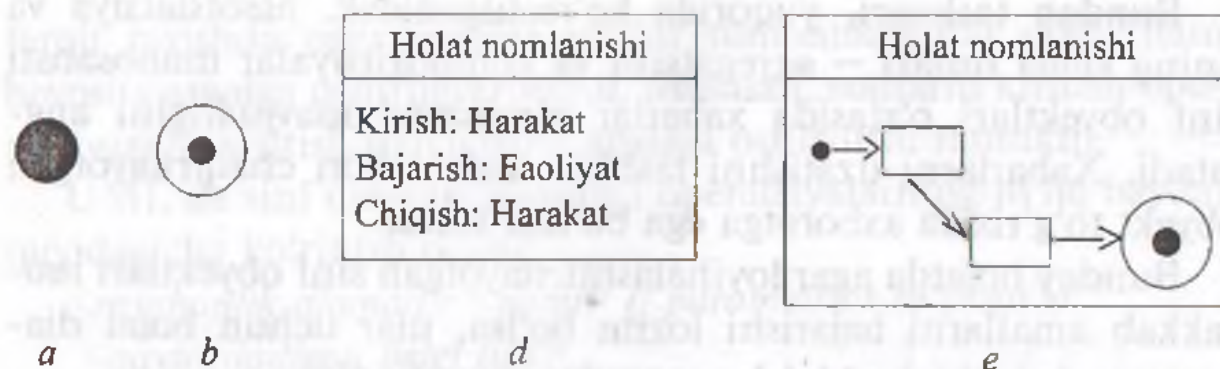 Holat nomlanishi
Kirish: Harakat
Bajarish: Faoliyat
Chiqish: Harakat
Holat nomlanishi
a
b
d
e